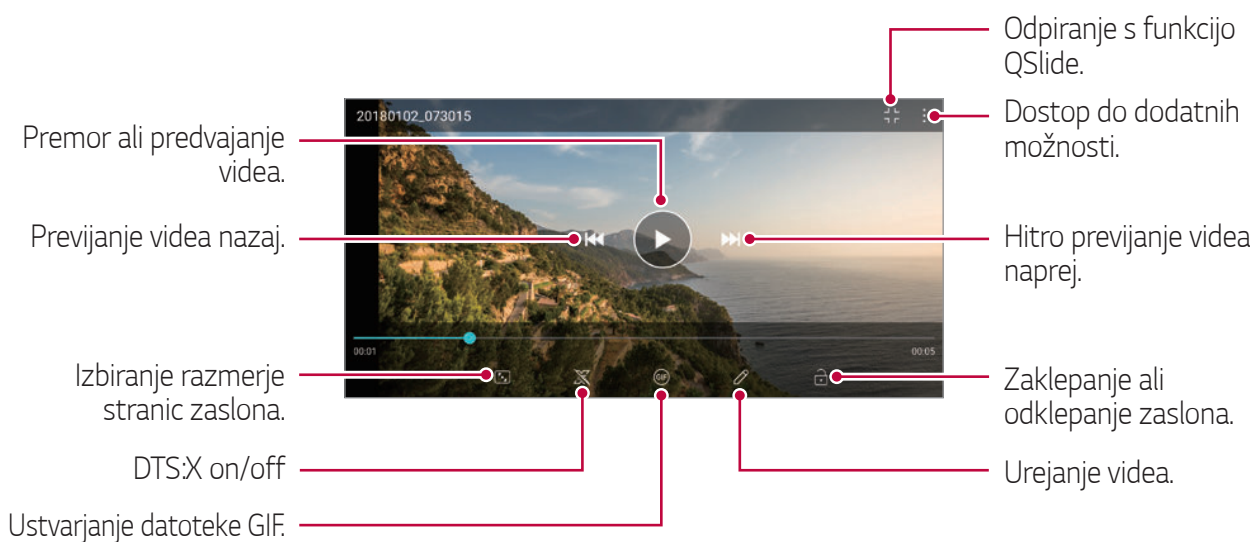 Odpiranje s funkcijo
QSlide.
Dostop do dodatnih
možnosti.
20180102_073015
Premor ali predvajanje
videa.
Previjanje videa nazaj.
Hitro previjanje videa
naprej.
00:01
00:05
GIF
Izbiranje razmerje
stranic zaslona.
Zaklepanje ali
odklepanje zaslona.
DTS:X on/off
Urejanje videa.
Ustvarjanje datoteke GIF.